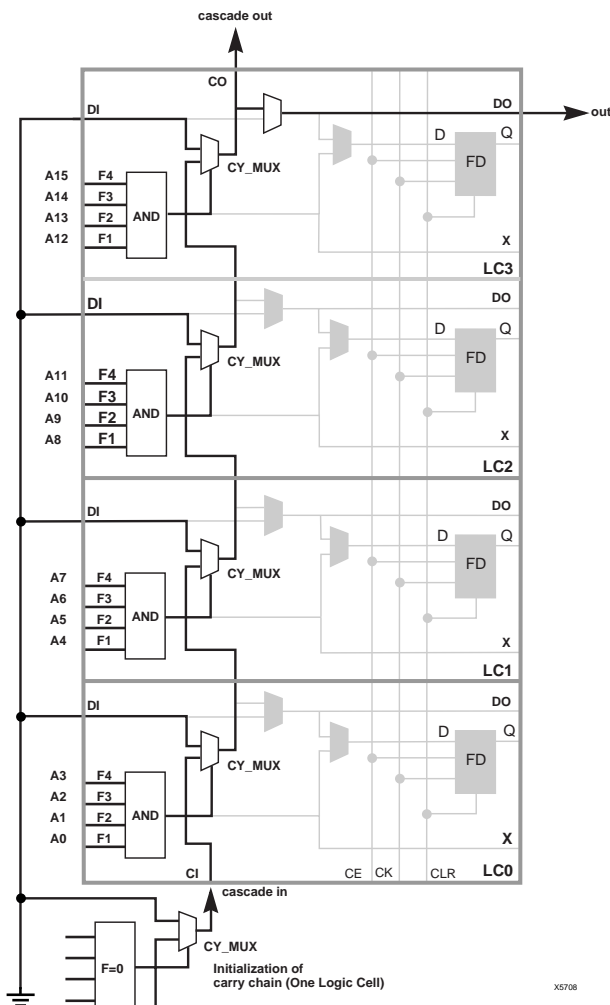 cascade out
CO
DI
DO
out
CY_MUX
D
Q
FD
A15 F4
A14 F3
A13 F2
A12 F1
AND
X
LC3
DI
DO
CY_MUX
D
Q
FD
A11 F4
A10 F3
A9 F2
A8 F1
AND
X
LC2
DI
DO
CY_MUX
D
Q
FD
A7 F4
A6 F3
A5 F2
A4 F1
AND
X
LC1
DI
DO
CY_MUX
D
Q
FD
A3 F4
A2 F3
A1 F2
A0 F1
AND
X
CI
CE
CK
CLR
LC0
cascade in
CY_MUX
F=0
Initialization of
carry chain (One Logic Cell)
X5708